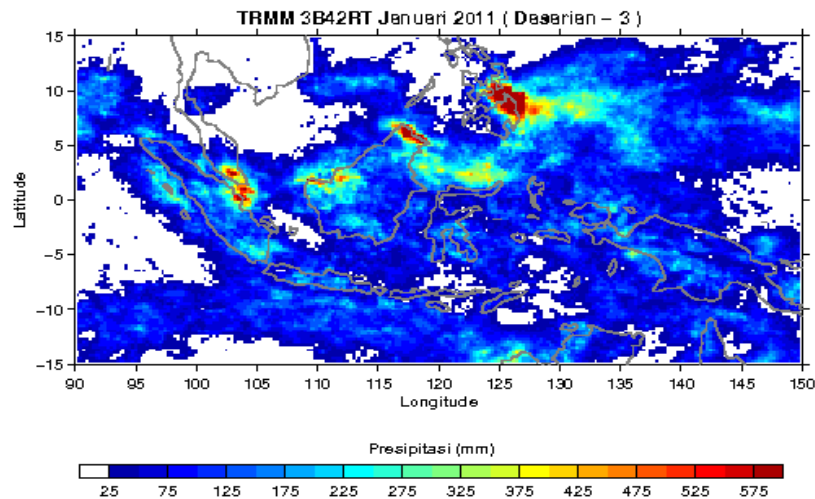 TRMM 3B42RT Januari 2011 ( Dasarian – 3 )
15
10
5
0
−5
−10
−15
Latitude
90 95 100 105 110 115 120 125 130 135 140 145 150
Longitude
Presipitasi (mm)
25 75 125 175 225 275 325 375 425 475 525 575